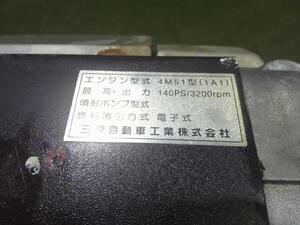 エンジン型式 4M51型(1A1)
最高・出力 140PS/3200rpm
噴射ポンプ型式
燃料消費方式 電子式
三菱自動車工業株式会社